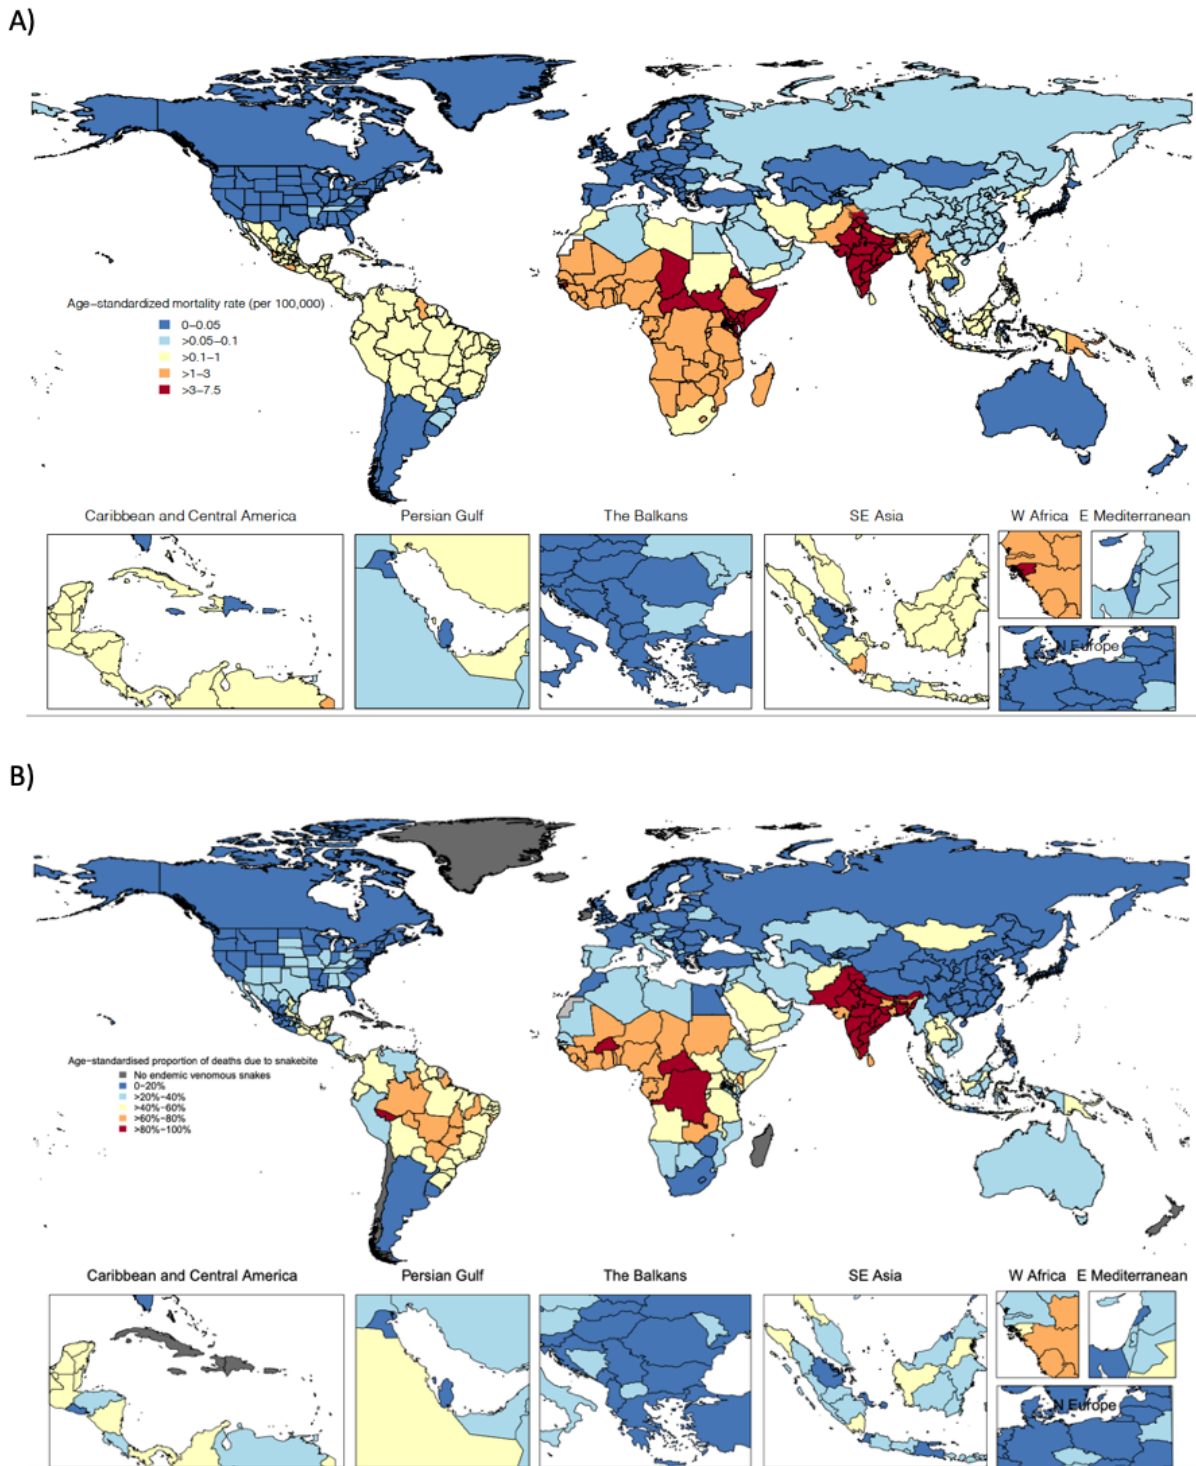 A)
Age-standardized mortality rate (per 100,000)
0-0.05
>0.05-0.1
>0.1-1
>1-3
>3-7.5
Caribbean and Central America
Persian Gulf
The Balkans
SE Asia
W Africa
E Mediterranean
N Europe
B)
Age-standardised proportion of deaths due to snakebite
No endemic venomous snakes
0-20%
>20%-40%
>40%-60%
>60%-80%
>80%-100%
Caribbean and Central America
Persian Gulf
The Balkans
SE Asia
W Africa
E Mediterranean
N Europe